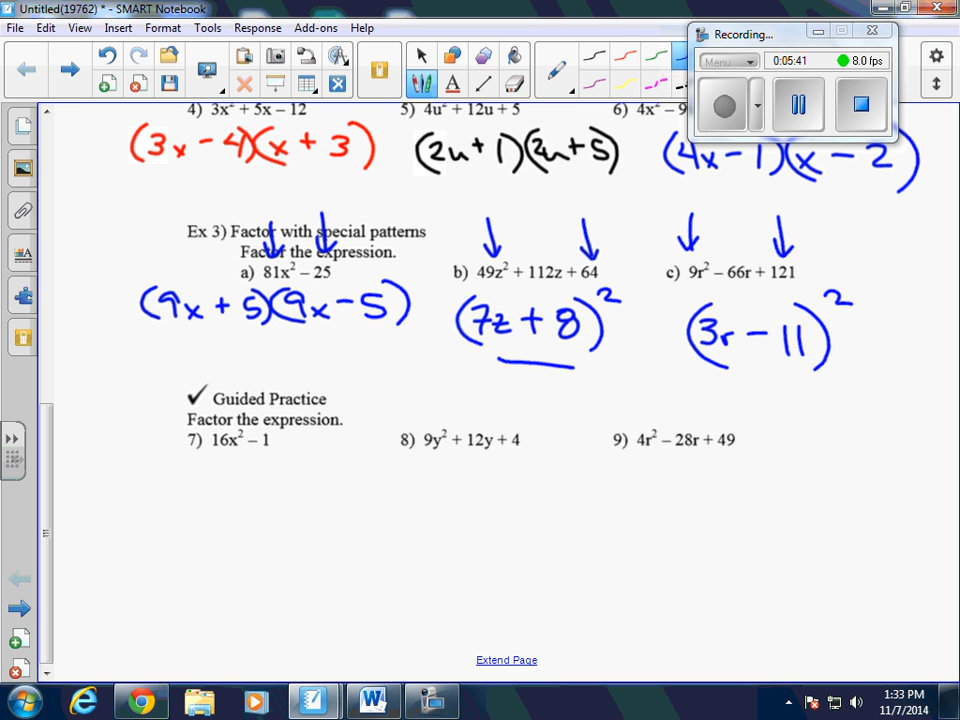 Untitled(19762) * - SMART Notebook
File Edit View Insert Format Tools Response Add-ons Help
Recording...
Menu 0:05:41 8.0 fps
4) 3x² + 5x – 12 5) 4u² + 12u + 5 6) 4x² – 9
(3x – 4)(x + 3) (2u + 1)(2u + 5) (4x – 1)(x – 2)
Ex 3) Factor with special patterns
Factor the expression.
a) 81x² – 25 b) 49z² + 112z + 64 c) 9r² – 66r + 121
(9x + 5)(9x – 5) (7z + 8)² (3r – 11)²
✓ Guided Practice
Factor the expression.
7) 16x² – 1 8) 9y² + 12y + 4 9) 4r² – 28r + 49
Extend Page
1:33 PM
11/7/2014